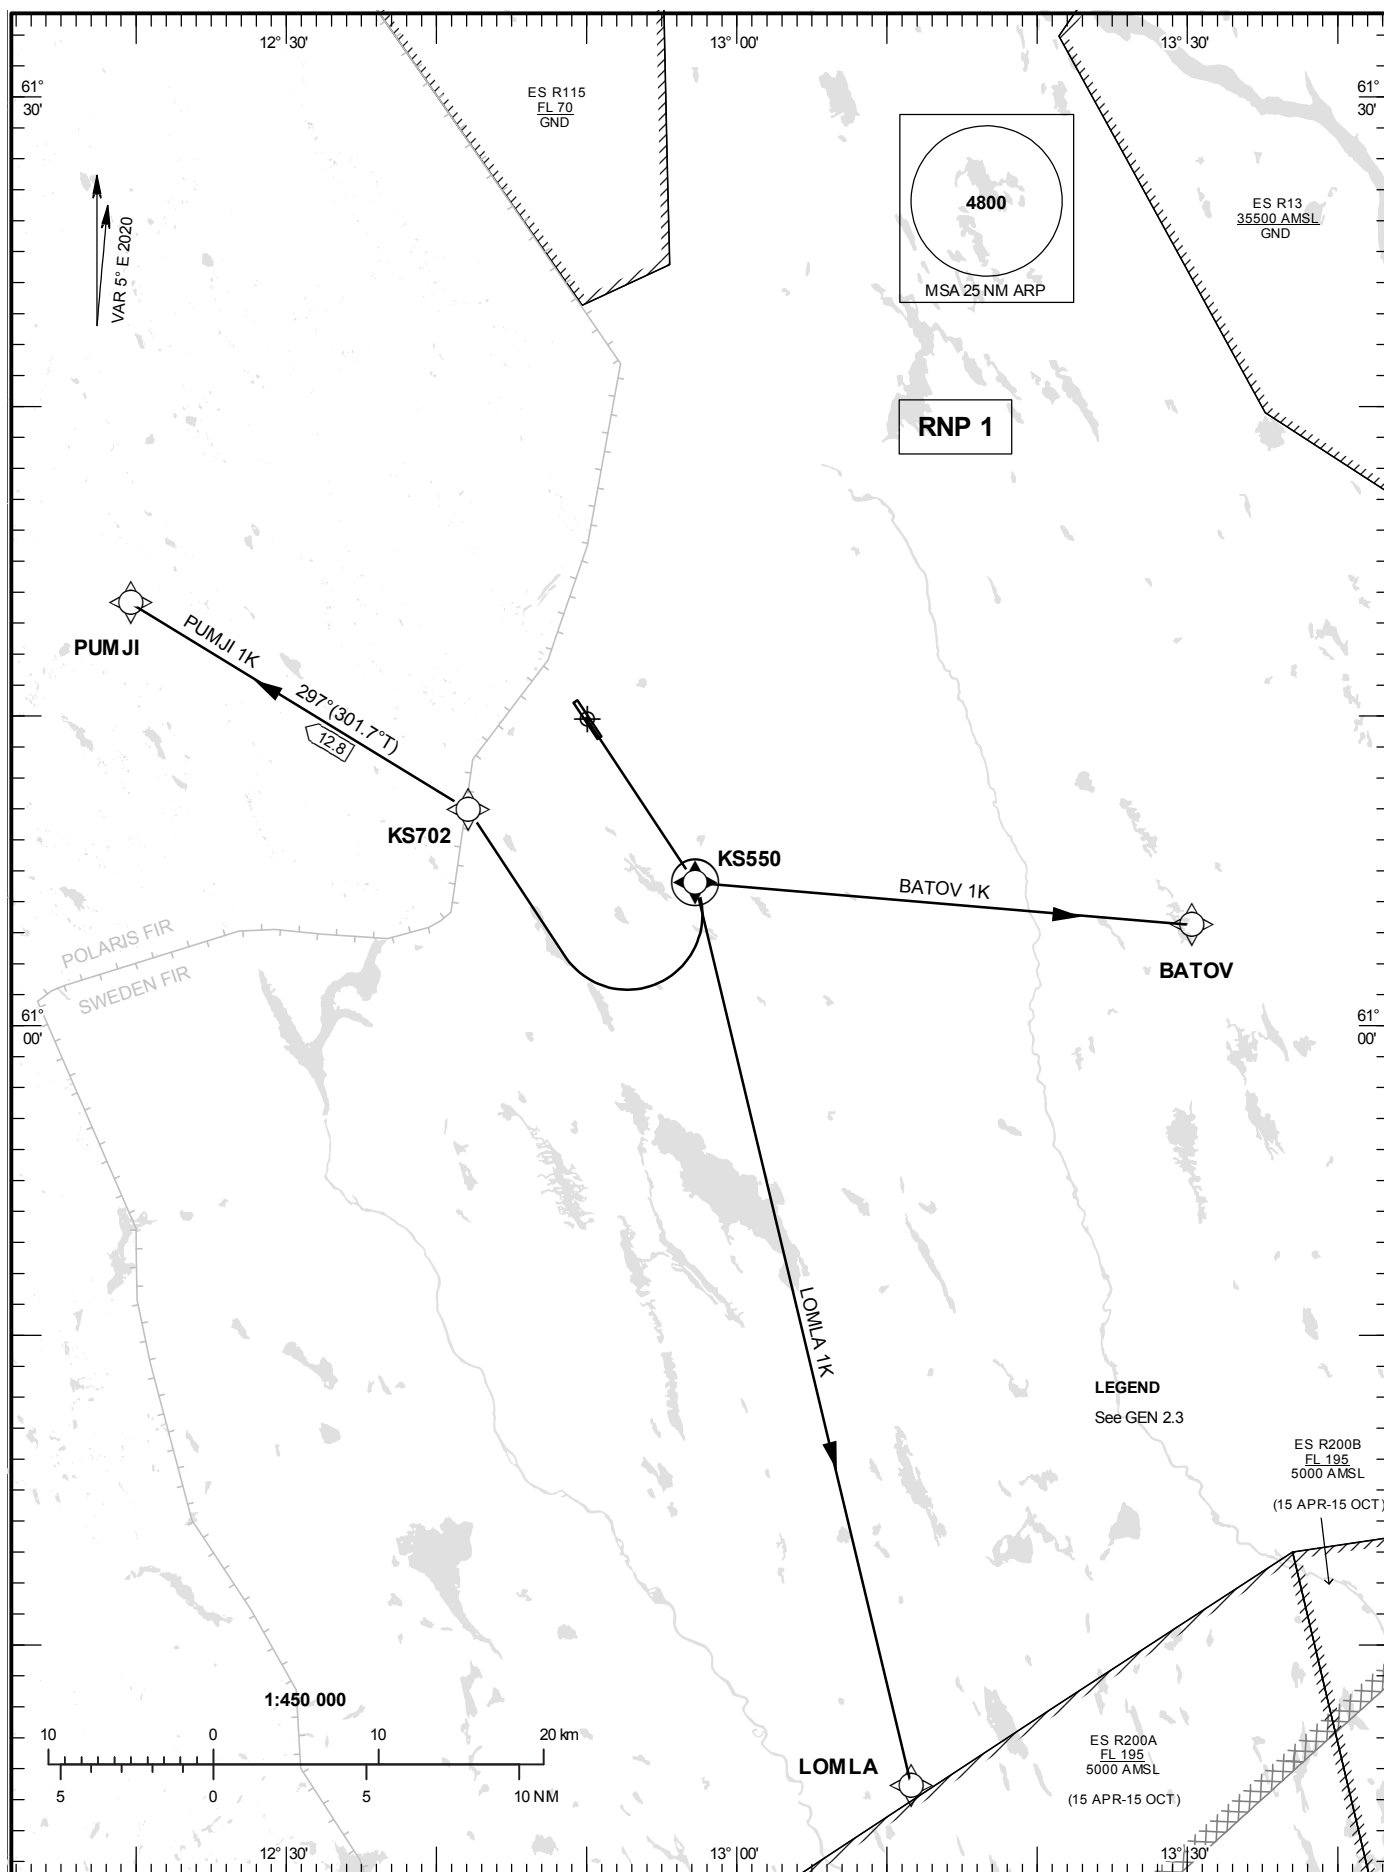 12° 30'
13° 00'
13° 30'
61°
30'
61°
30'
ES R115
FL 70
GND
4800
MSA 25 NM ARP
ES R13
35500 AMSL
GND
VAR 5° E 2020
RNP 1
PUMJI
PUMJI 1K
297°(301.7°T)
12.8
KS702
KS550
BATOV 1K
BATOV
POLARIS FIR
SWEDEN FIR
61°
00'
61°
00'
LOMLA 1K
LEGEND
See GEN 2.3
ES R200B
FL 195
5000 AMSL
(15 APR-15 OCT)
1:450 000
10 0 10 20 km
5 0 5 10 NM
LOMLA
ES R200A
FL 195
5000 AMSL
(15 APR-15 OCT)
12° 30'
13° 00'
13° 30'